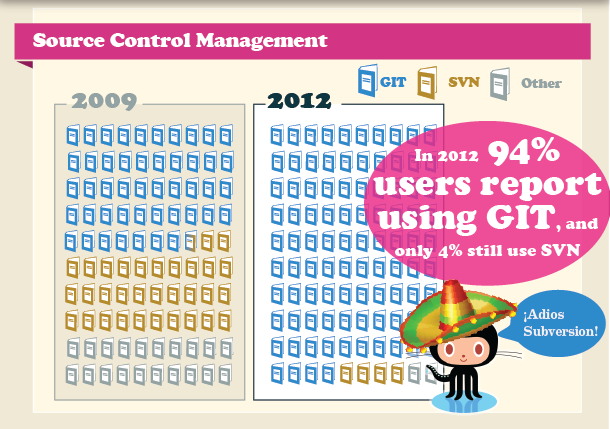 Source Control Management
GIT
SVN
Other
2009
2012
In 2012 94%
users report
using GIT, and
only 4% still use SVN
¡Adios
Subversion!